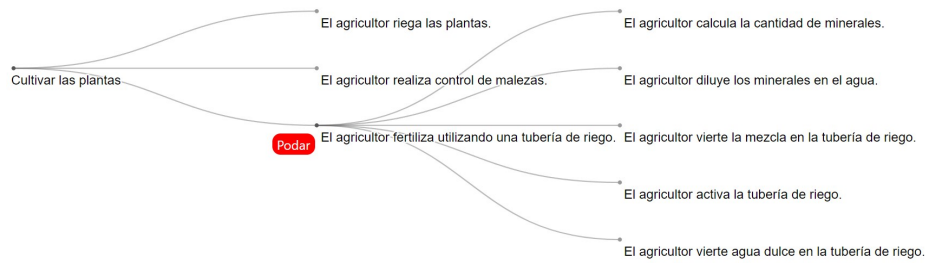 Cultivar las plantas
El agricultor riega las plantas.
El agricultor realiza control de malezas.
El agricultor fertiliza utilizando una tubería de riego.
Podar
El agricultor calcula la cantidad de minerales.
El agricultor diluye los minerales en el agua.
El agricultor vierte la mezcla en la tubería de riego.
El agricultor activa la tubería de riego.
El agricultor vierte agua dulce en la tubería de riego.